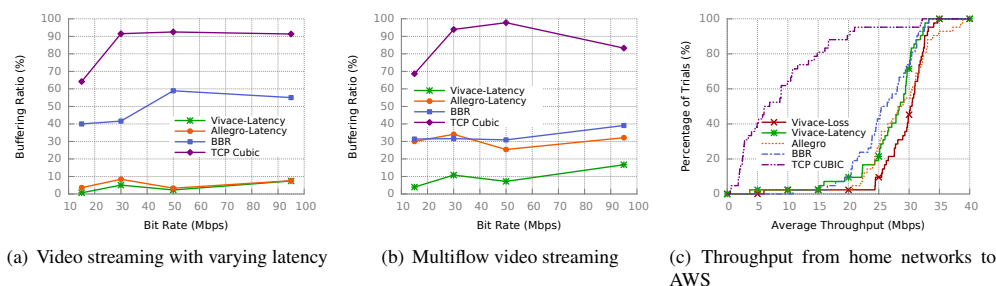 100
90
80
70
60
50
40
30
20
10
0
Buffering Ratio (%)
10 20 30 40 50 60 70 80 90 100
Bit Rate (Mbps)
Vivace-Latency
Allegro-Latency
BBR
TCP Cubic
(a) Video streaming with varying latency
100
90
80
70
60
50
40
30
20
10
0
Buffering Ratio (%)
10 20 30 40 50 60 70 80 90 100
Bit Rate (Mbps)
Vivace-Latency
Allegro-Latency
BBR
TCP Cubic
(b) Multiflow video streaming
100
80
60
40
20
0
Percentage of Trials (%)
0 5 10 15 20 25 30 35 40
Average Throughput (Mbps)
Vivace-Loss
Vivace-Latency
Allegro
BBR
TCP CUBIC
(c) Throughput from home networks to
AWS